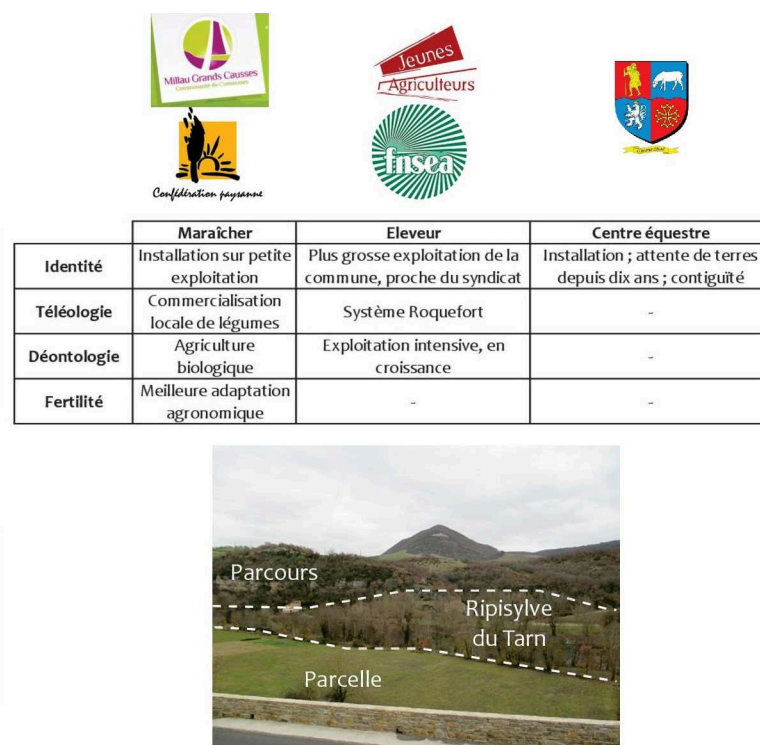 Millau Grands Causses
Communauté de Communes
Jeunes
Agriculteurs
Confédération paysanne
fnsea
Maraîcher Eleveur Centre équestre
Identité
Installation sur petite exploitation
Plus grosse exploitation de la commune, proche du syndicat
Installation ; attente de terres depuis dix ans ; contiguïté
Téléologie
Commercialisation locale de légumes
Système Roquefort
-
Déontologie
Agriculture biologique
Exploitation intensive, en croissance
-
Fertilité
Meilleure adaptation agronomique
-
-
Parcours
Ripisylve
du Tarn
Parcelle